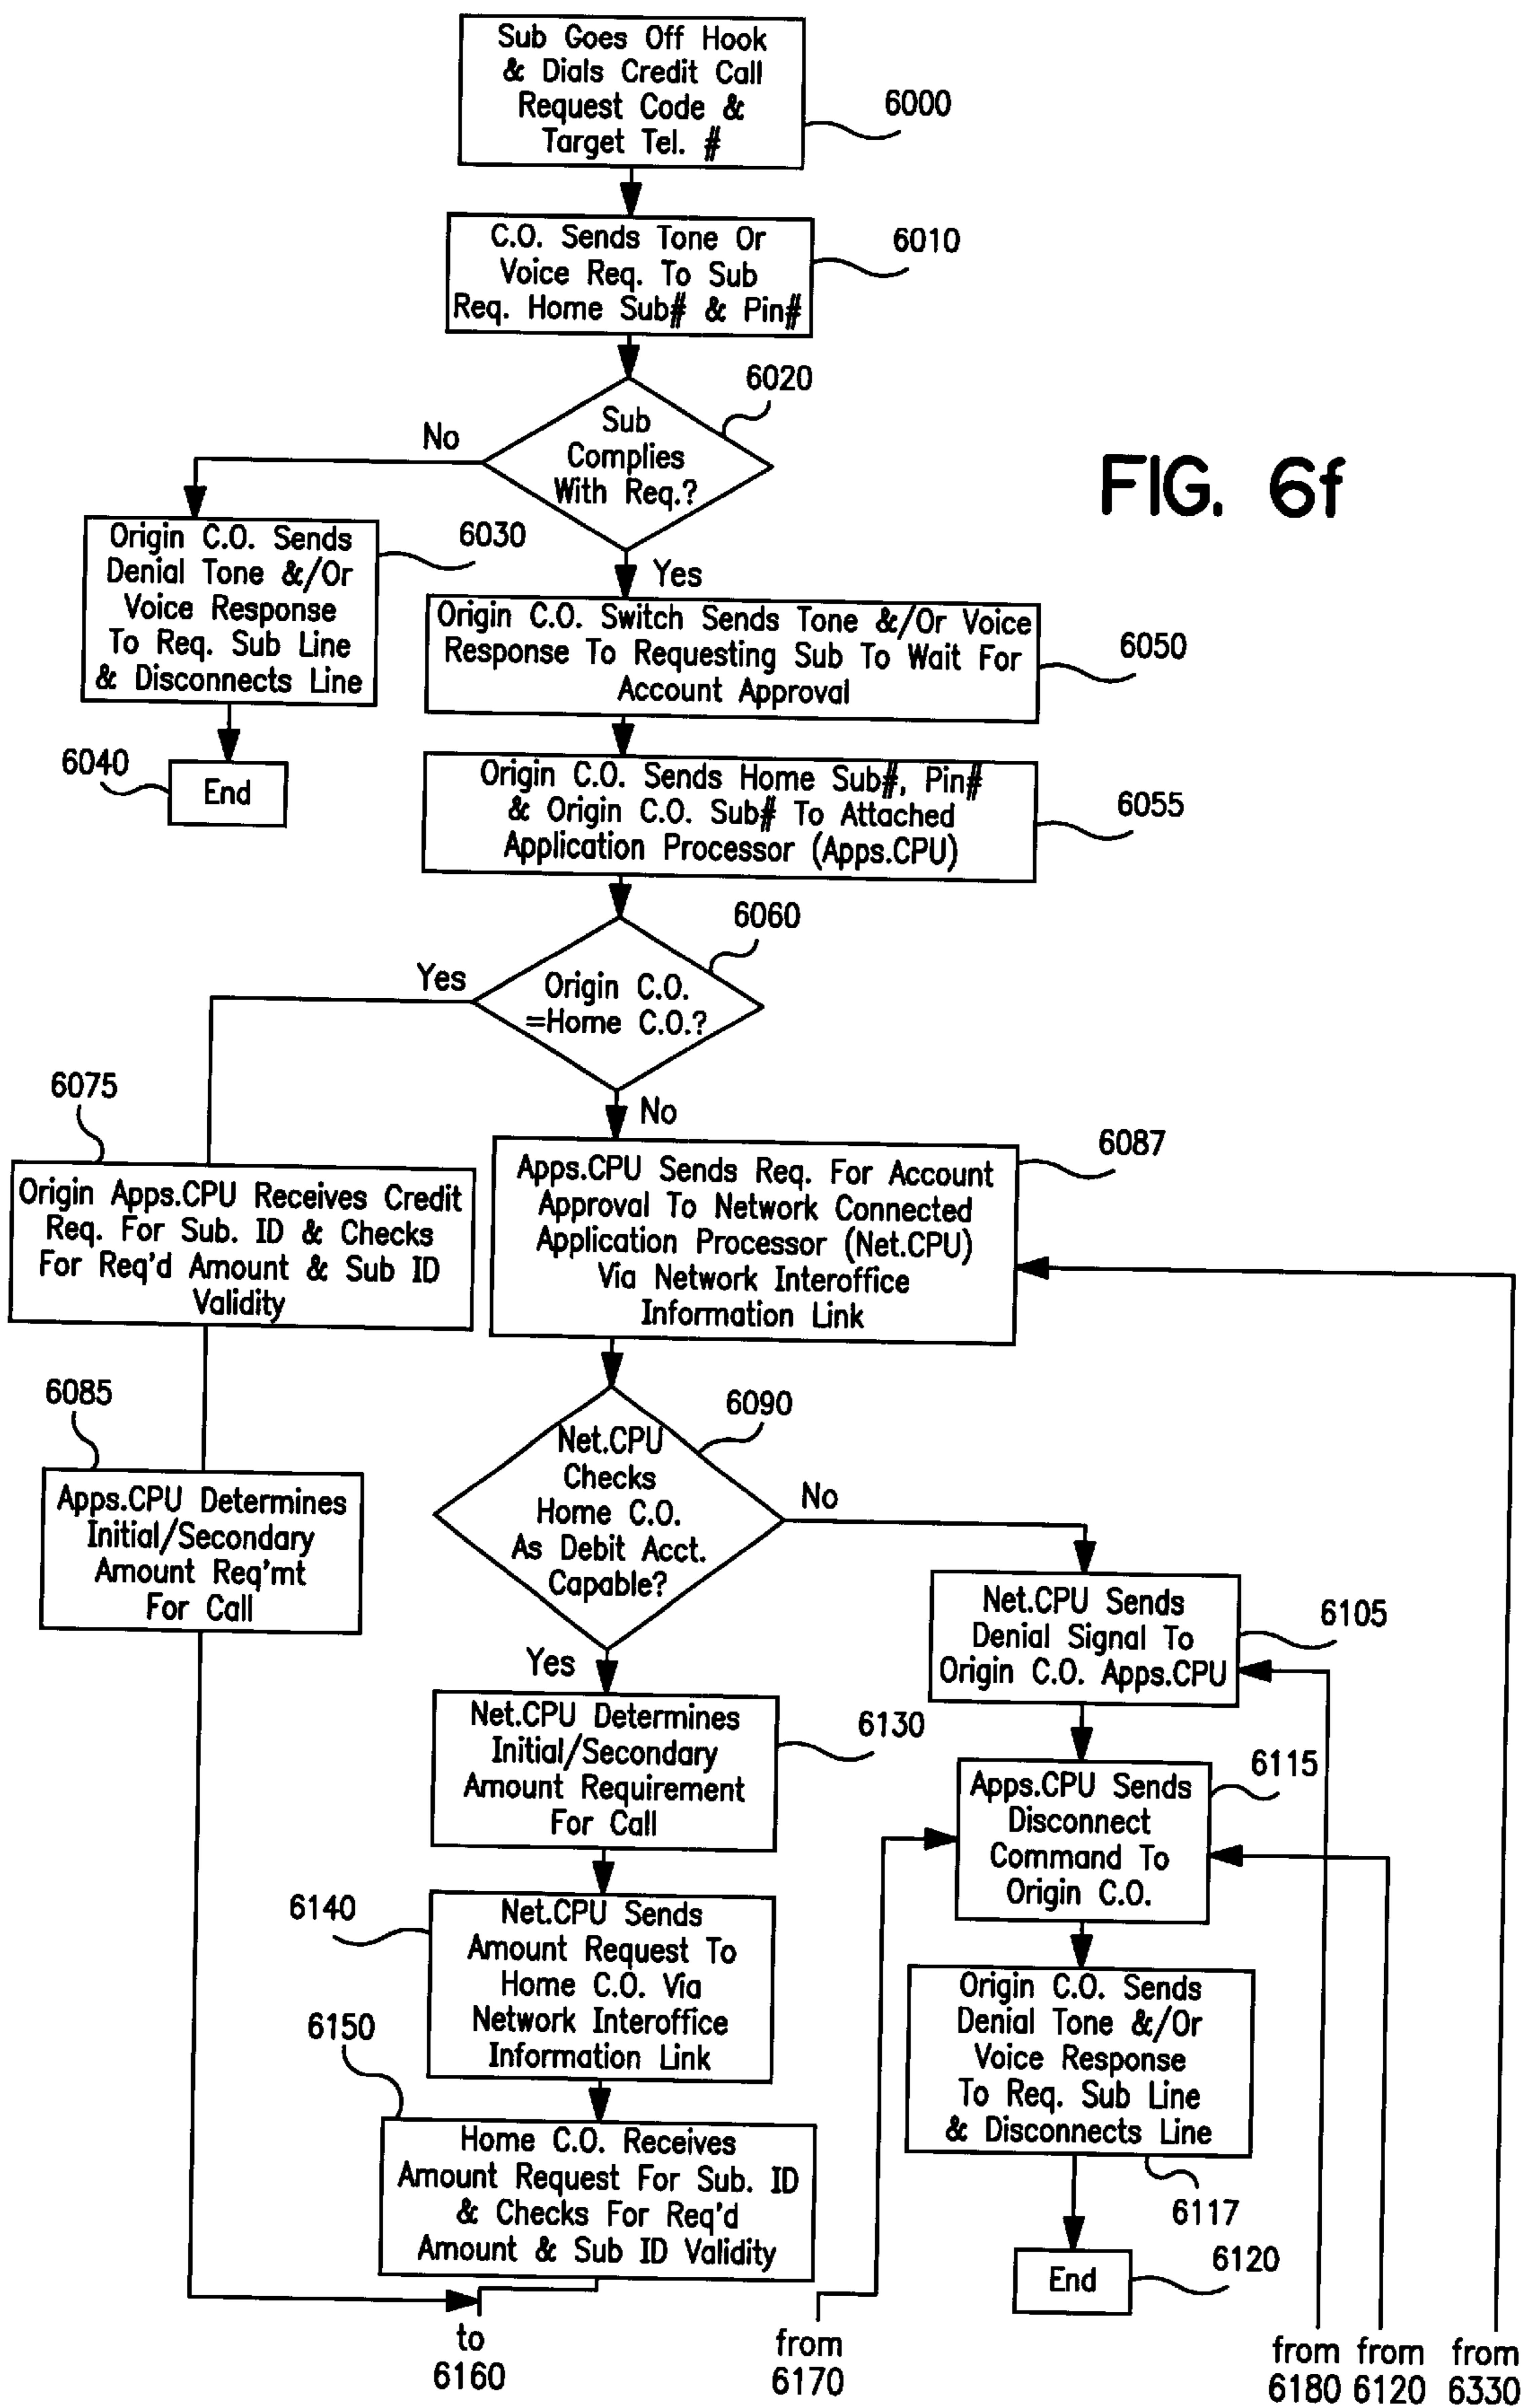 Sub Goes Off Hook
& Dials Credit Call
Request Code &
Target Tel. #
6000
C.O. Sends Tone Or
Voice Req. To Sub
Req. Home Sub# & Pin#
6010
6020
Sub
Complies
With Req.?
No
Yes
FIG. 6f
Origin C.O. Sends
Denial Tone &/Or
Voice Response
To Req. Sub Line
& Disconnects Line
6030
6040
End
Origin C.O. Switch Sends Tone &/Or Voice
Response To Requesting Sub To Wait For
Account Approval
6050
Origin C.O. Sends Home Sub#, Pin#
& Origin C.O. Sub# To Attached
Application Processor (Apps.CPU)
6055
6060
Origin C.O.
=Home C.O.?
Yes
No
6075
Origin Apps.CPU Receives Credit
Req. For Sub. ID & Checks
For Req'd Amount & Sub ID
Validity
6087
Apps.CPU Sends Req. For Account
Approval To Network Connected
Application Processor (Net.CPU)
Via Network Interoffice
Information Link
6085
Apps.CPU Determines
Initial/Secondary
Amount Req'mt
For Call
6090
Net.CPU
Checks
Home C.O.
As Debit Acct.
Capable?
No
Yes
Net.CPU Sends
Denial Signal To
Origin C.O. Apps.CPU
6105
Net.CPU Determines
Initial/Secondary
Amount Requirement
For Call
6130
Apps.CPU Sends
Disconnect
Command To
Origin C.O.
6115
6140
Net.CPU Sends
Amount Request To
Home C.O. Via
Network Interoffice
Information Link
Origin C.O. Sends
Denial Tone &/Or
Voice Response
To Req. Sub Line
& Disconnects Line
6117
6150
Home C.O. Receives
Amount Request For Sub. ID
& Checks For Req'd
Amount & Sub ID Validity
End
6120
to
6160
from
6170
from
6180
from
6120
from
6330